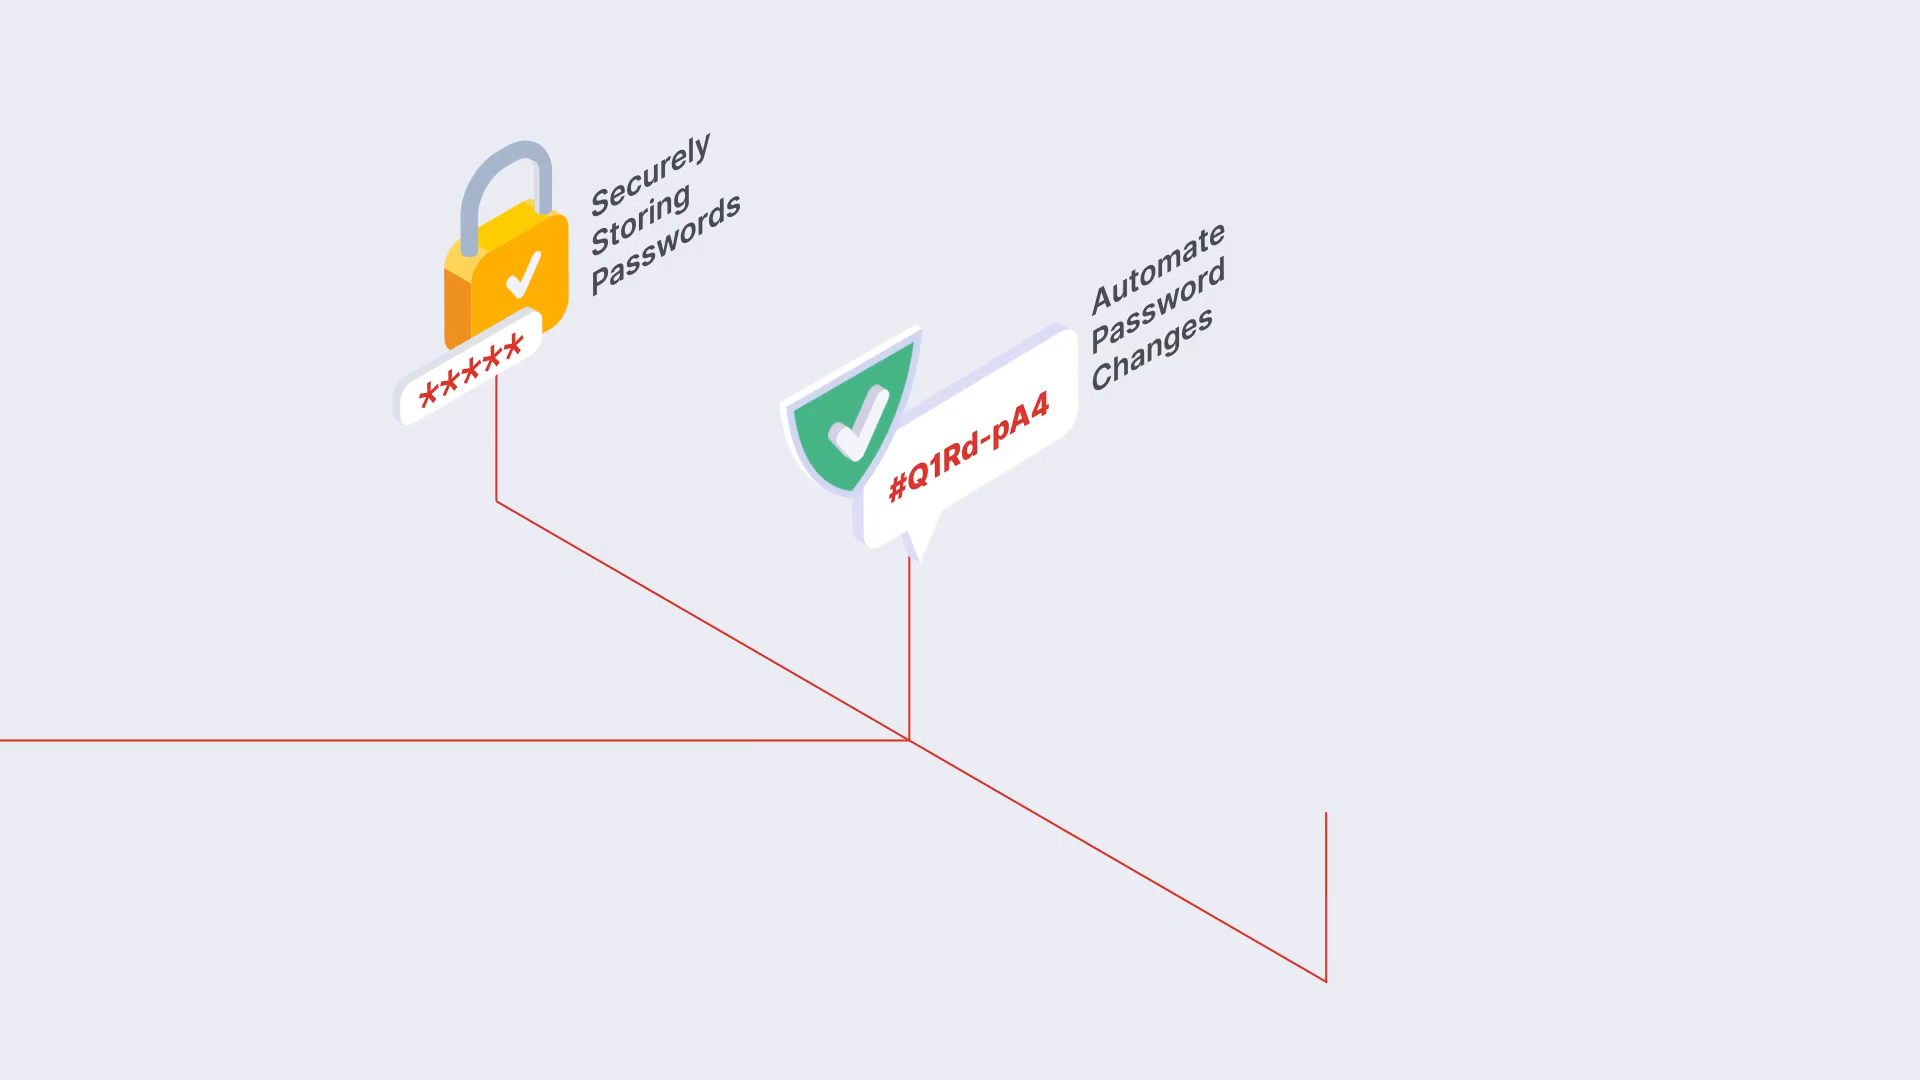 Securely
Storing
Passwords
*****
Automate
Password
Changes
#Q1Rd-pA4